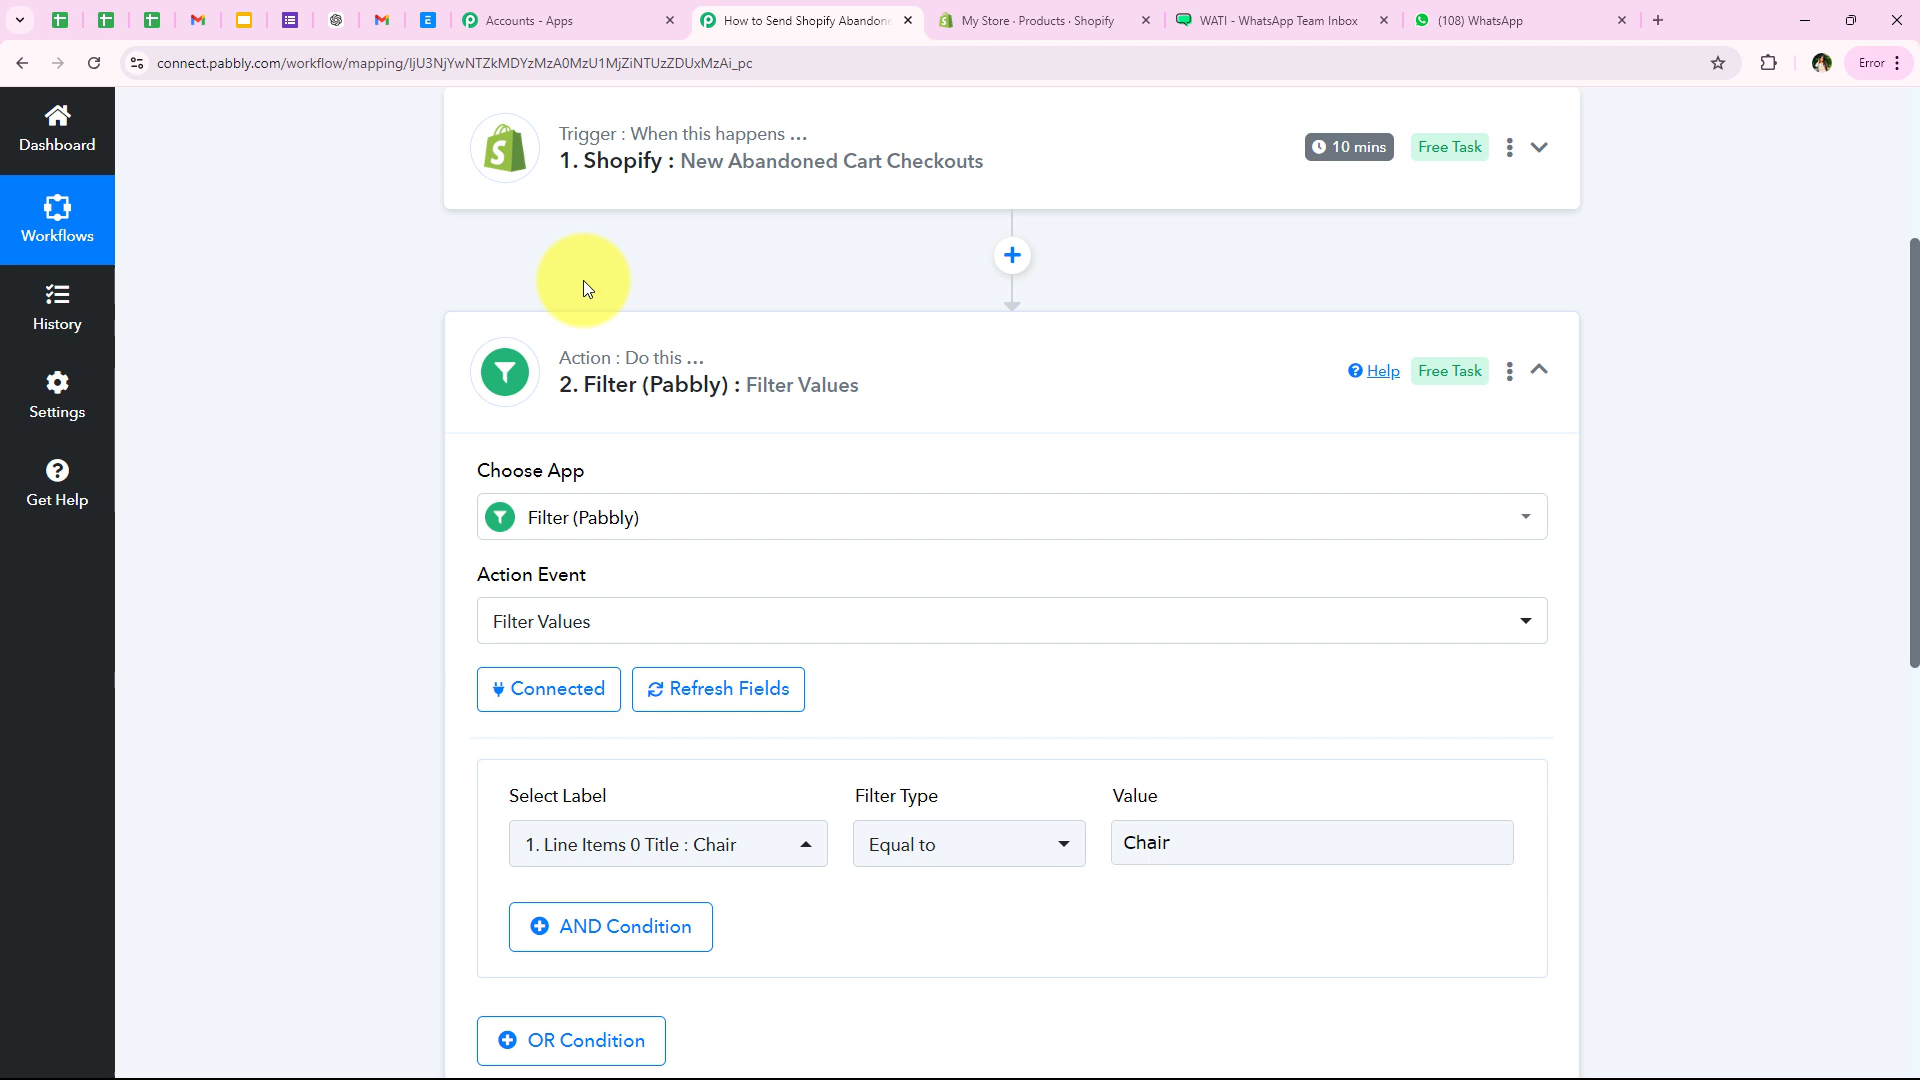 Accounts - Apps
How to Send Shopify Abandone
My Store · Products · Shopify
WATI - WhatsApp Team Inbox
(108) WhatsApp
connect.pabbly.com/workflow/mapping/IjU3NjYwNTZkMDYzMzA0MzU1MjZiNTUzZDUxMzAi_pc
Error
Dashboard
Workflows
History
Settings
Get Help
Trigger : When this happens ...
1. Shopify : New Abandoned Cart Checkouts
10 mins
Free Task
Action : Do this ...
2. Filter (Pabbly) : Filter Values
Help
Free Task
Choose App
Filter (Pabbly)
Action Event
Filter Values
Connected
Refresh Fields
Select Label
Filter Type
Value
1. Line Items 0 Title : Chair
Equal to
Chair
AND Condition
OR Condition